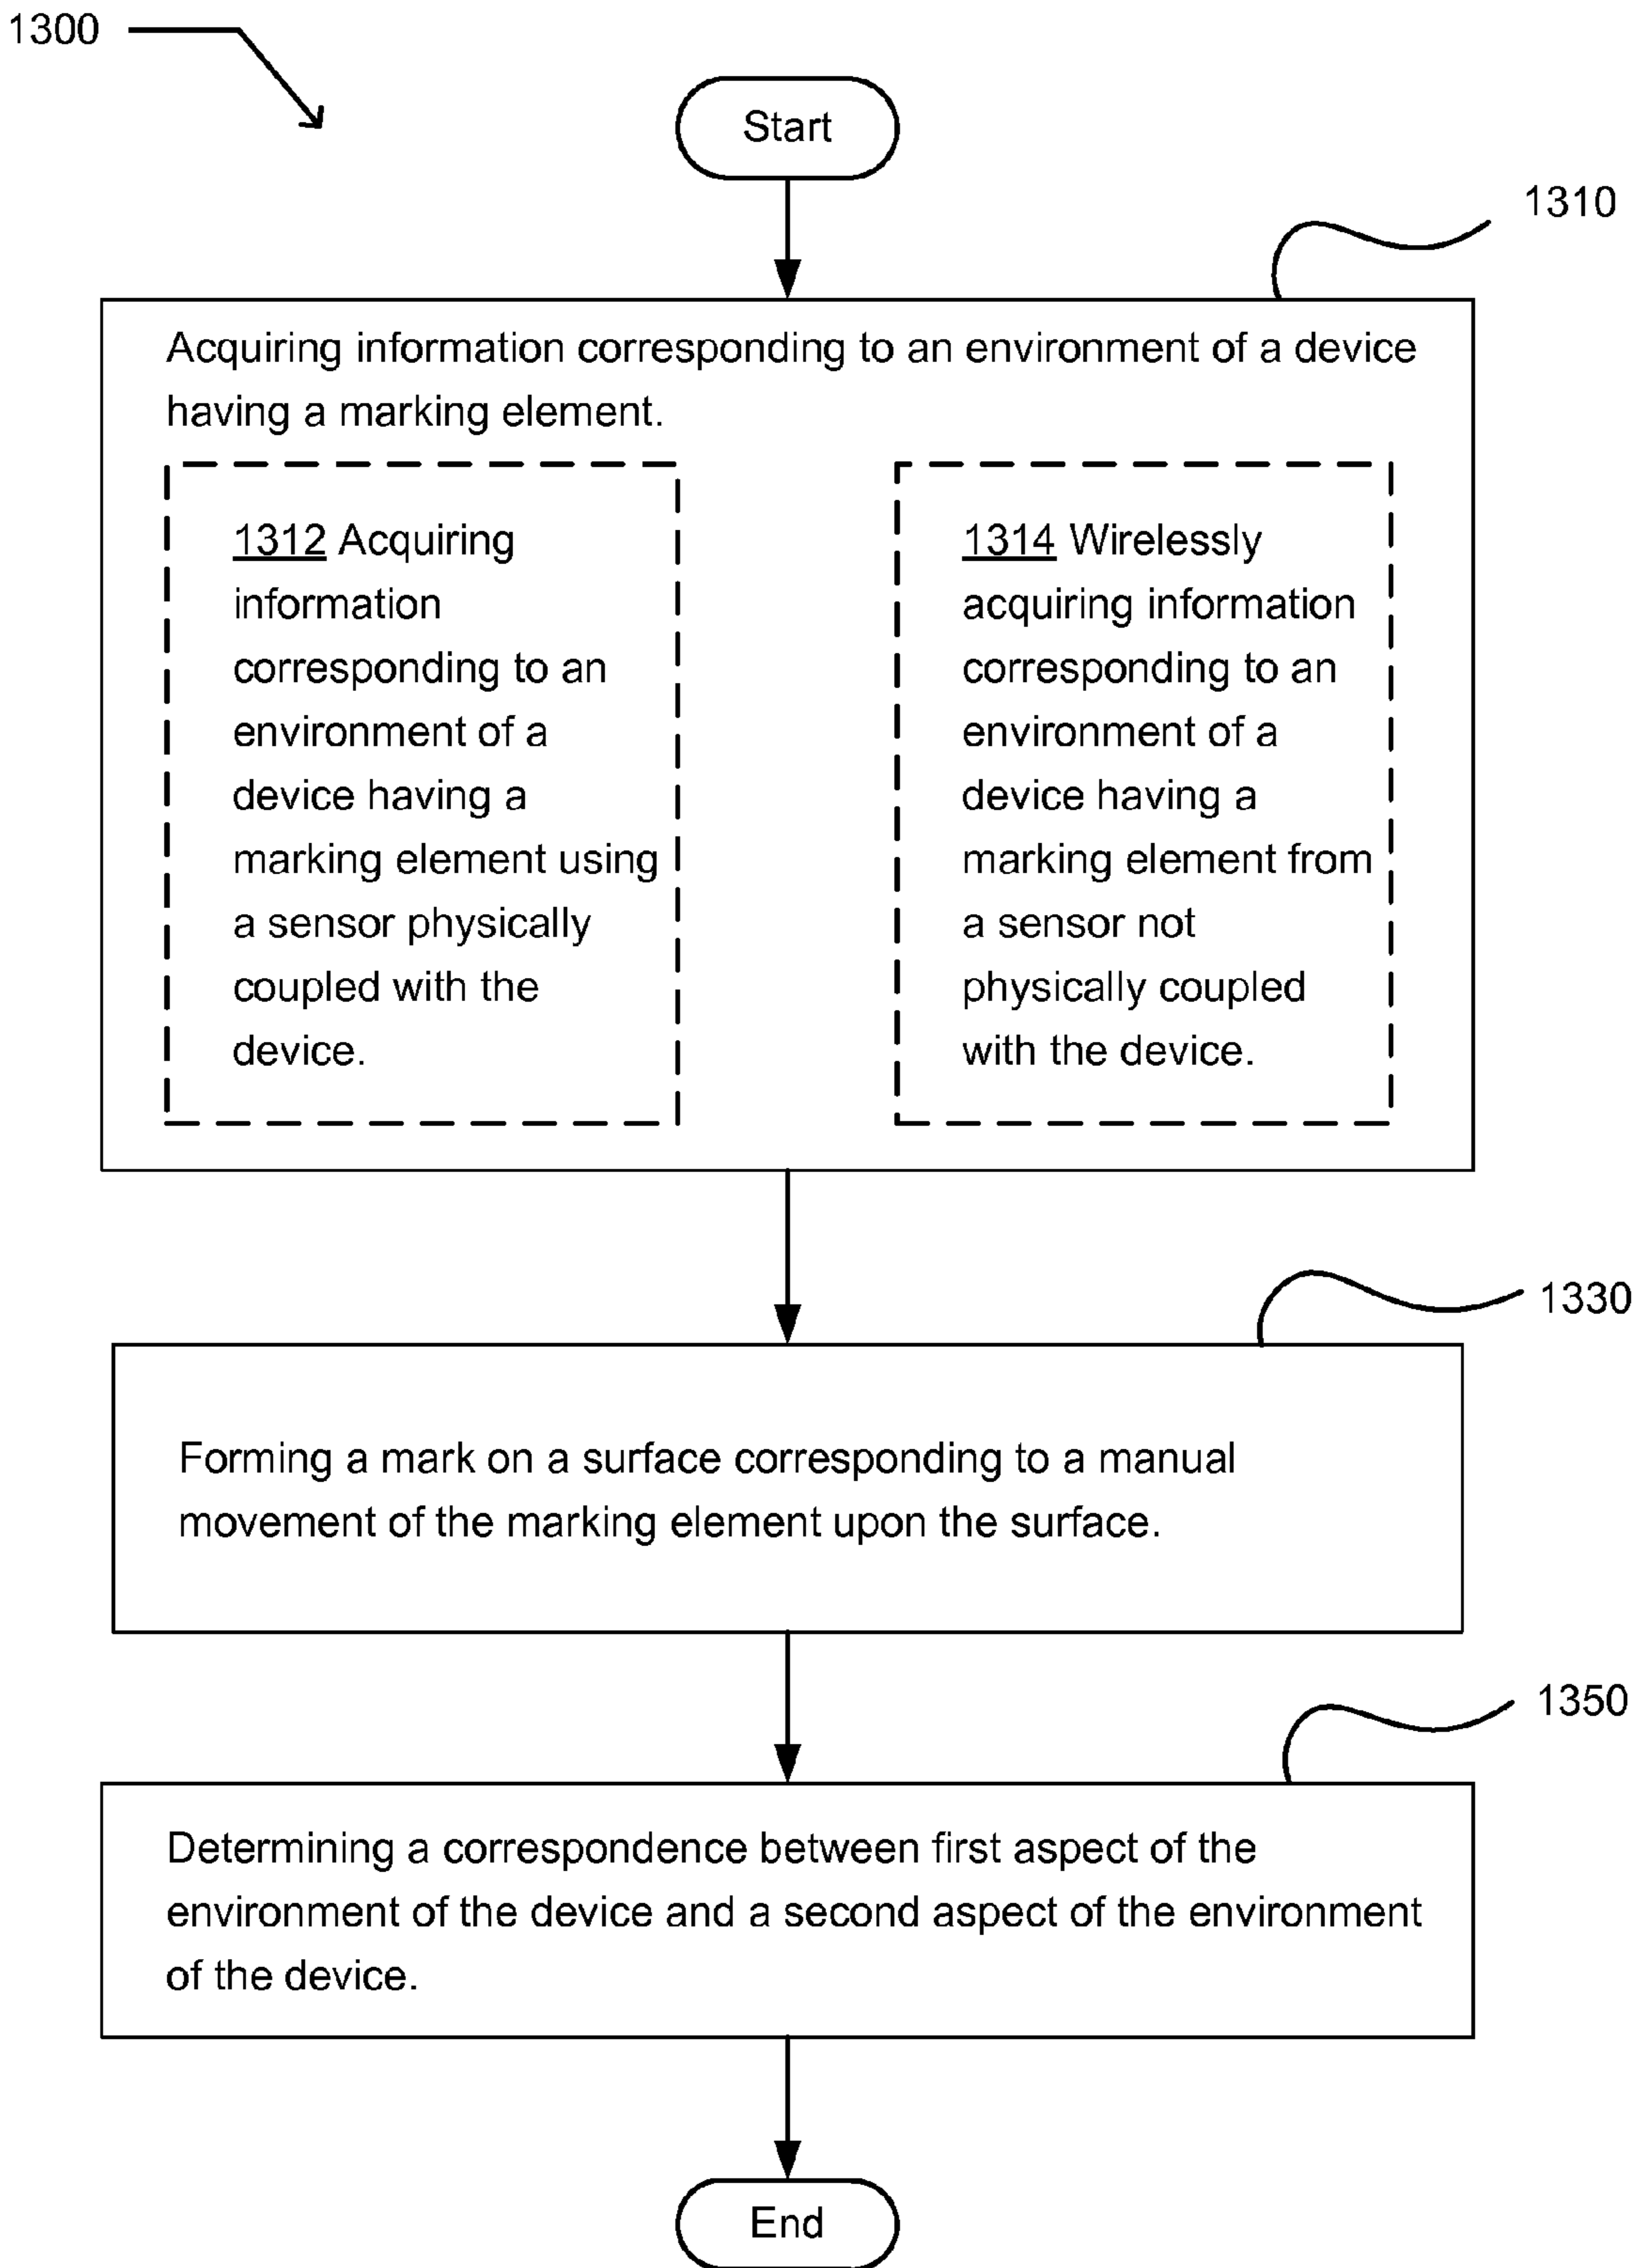 1300
Start
1310
Acquiring information corresponding to an environment of a device
having a marking element.
1312 Acquiring
information
corresponding to an
environment of a
device having a
marking element using
a sensor physically
coupled with the
device.
1314 Wirelessly
acquiring information
corresponding to an
environment of a
device having a
marking element from
a sensor not
physically coupled
with the device.
1330
Forming a mark on a surface corresponding to a manual
movement of the marking element upon the surface.
1350
Determining a correspondence between first aspect of the
environment of the device and a second aspect of the environment
of the device.
End